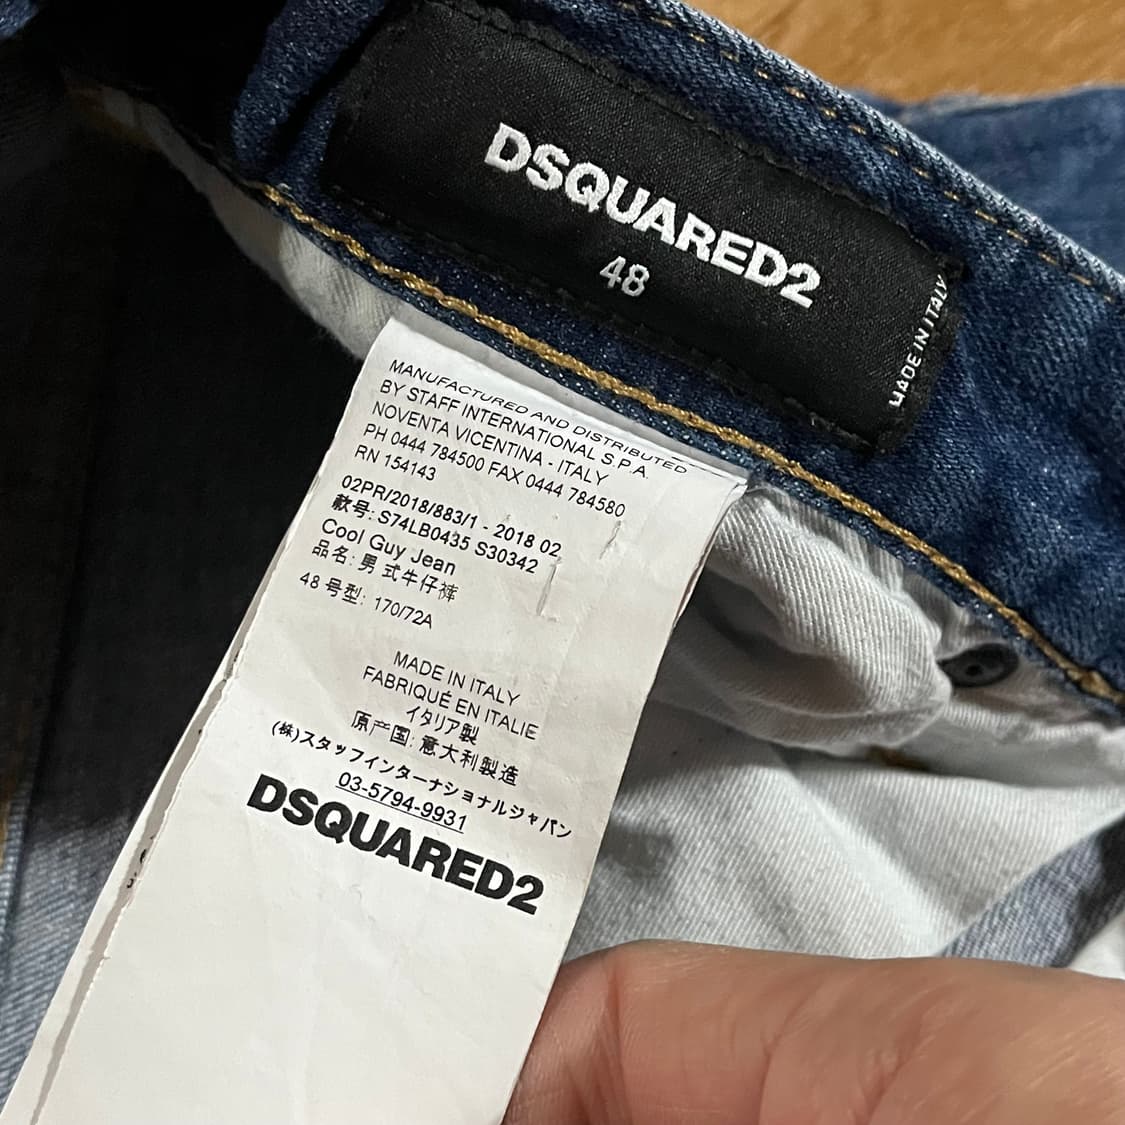 DSQUARED2
48
MADE IN ITALY
MANUFACTURED AND DISTRIBUTED
BY STAFF INTERNATIONAL S.P.A.
NOVENTA VICENTINA - ITALY
PH 0444 784500 FAX 0444 784580
RN 154143
02PR/2018/883/1 - 2018 02
款号: S74LB0435 S30342
Cool Guy Jean
品名: 男式牛仔裤
48 号型: 170/72A
MADE IN ITALY
FABRIQUÉ EN ITALIE
イタリア製
原产国: 意大利製造
(株)スタッフインターナショナルジャパン
03-5794-9931
DSQUARED2